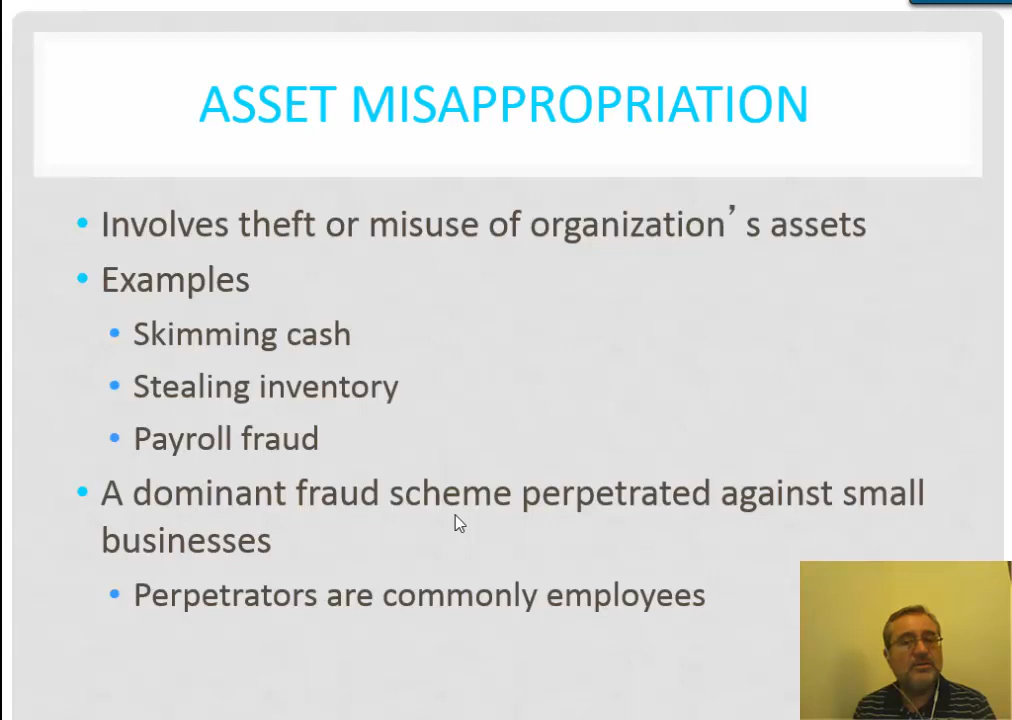 ASSET MISAPPROPRIATION
• Involves theft or misuse of organization’ s assets
• Examples
• Skimming cash
• Stealing inventory
• Payroll fraud
• A dominant fraud scheme perpetrated against small
businesses
• Perpetrators are commonly employees